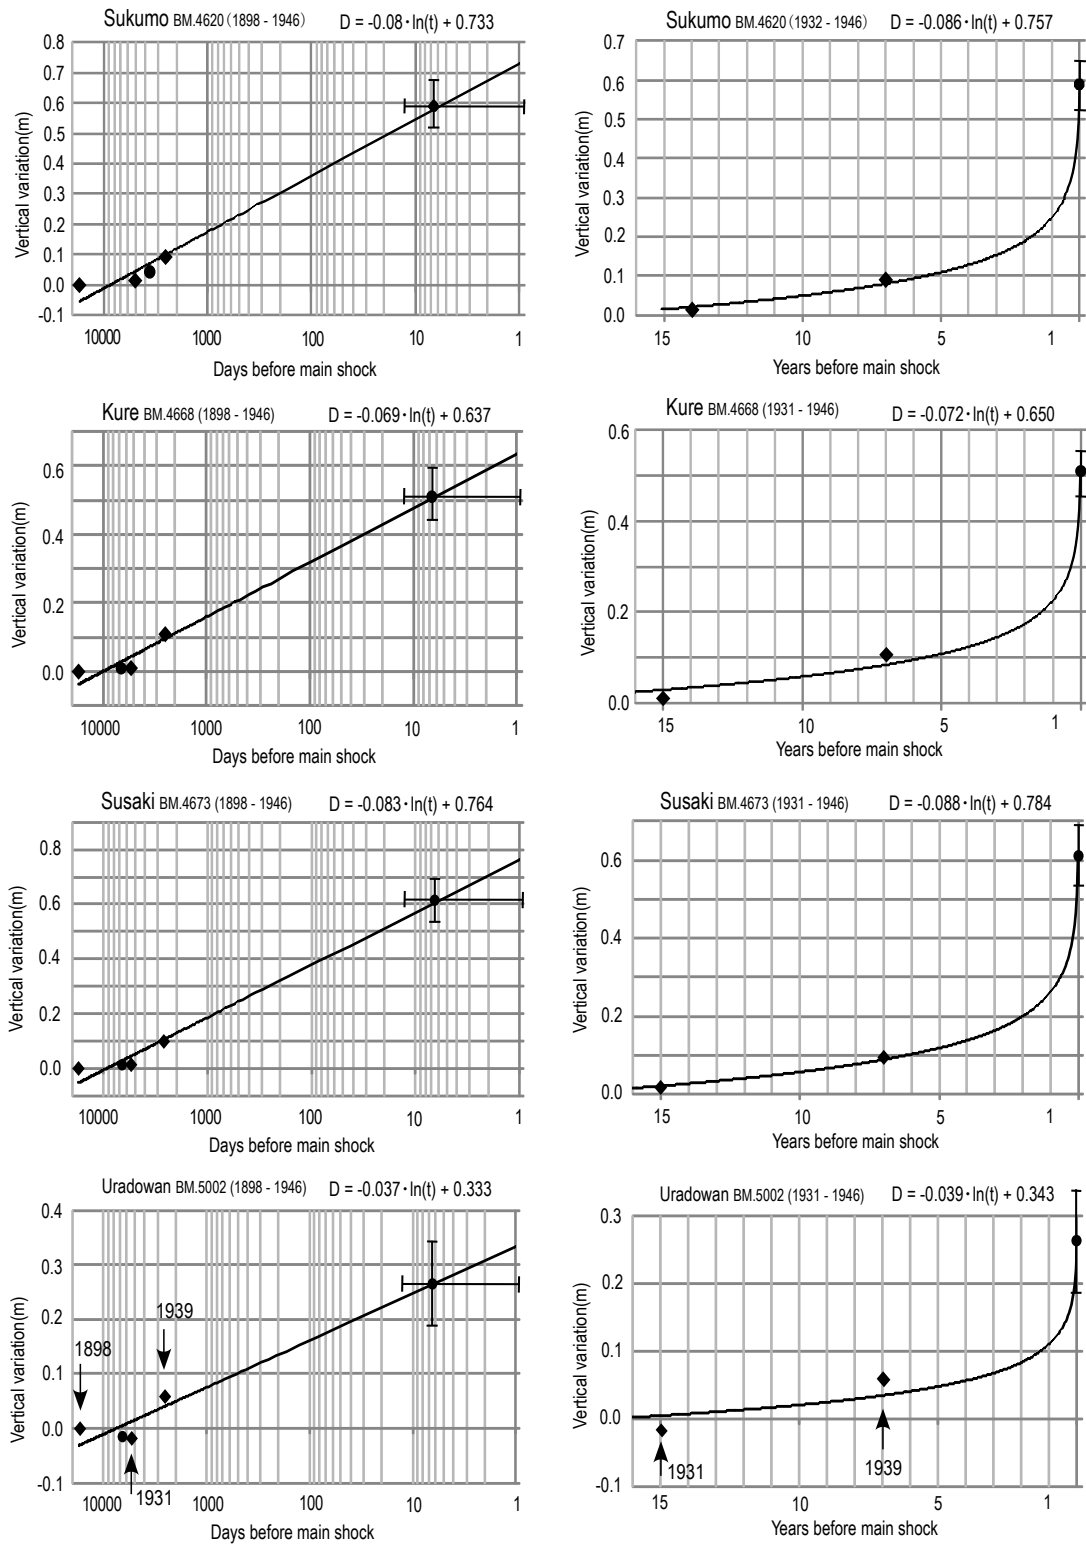 Sukumo BM.4620 (1898 - 1946) D = -0.08·ln(t) + 0.733
0.8
0.7
0.6
0.5
0.4
0.3
0.2
0.1
0.0
-0.1
Vertical variation(m)
10000 1000 100 10 1
Days before main shock
Sukumo BM.4620 (1932 - 1946) D = -0.086·ln(t) + 0.757
0.7
0.6
0.5
0.4
0.3
0.2
0.1
0.0
Vertical variation(m)
15 10 5 1
Years before main shock
Kure BM.4668 (1898 - 1946) D = -0.069·ln(t) + 0.637
0.6
0.4
0.2
0.0
Vertical variation(m)
10000 1000 100 10 1
Days before main shock
Kure BM.4668 (1931 - 1946) D = -0.072·ln(t) + 0.650
0.6
0.4
0.2
0.0
Vertical variation(m)
15 10 5 1
Years before main shock
Susaki BM.4673 (1898 - 1946) D = -0.083·ln(t) + 0.764
0.8
0.6
0.4
0.2
0.0
Vertical variation(m)
10000 1000 100 10 1
Days before main shock
Susaki BM.4673 (1931 - 1946) D = -0.088·ln(t) + 0.784
0.6
0.4
0.2
0.0
Vertical variation(m)
15 10 5 1
Years before main shock
Uradowan BM.5002 (1898 - 1946) D = -0.037·ln(t) + 0.333
0.4
0.3
0.2
0.1
0.0
-0.1
Vertical variation(m)
1939
1898
1931
10000 1000 100 10 1
Days before main shock
Uradowan BM.5002 (1931 - 1946) D = -0.039·ln(t) + 0.343
0.3
0.2
0.1
0.0
-0.1
Vertical variation(m)
1931
1939
15 10 5 1
Years before main shock